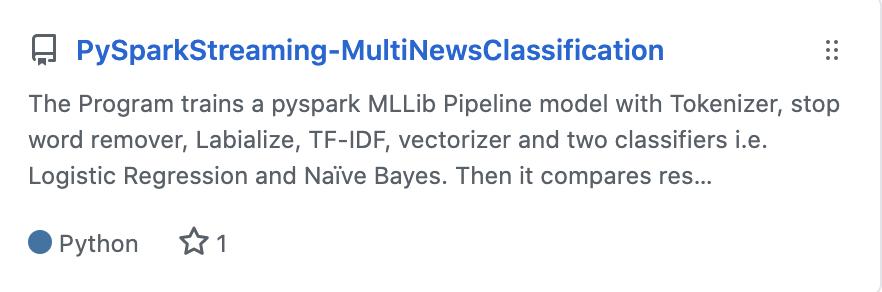 PySparkStreaming-MultiNewsClassification
The Program trains a pyspark MLLib Pipeline model with Tokenizer, stop
word remover, Labialize, TF-IDF, vectorizer and two classifiers i.e.
Logistic Regression and Naïve Bayes. Then it compares res...
Python 1